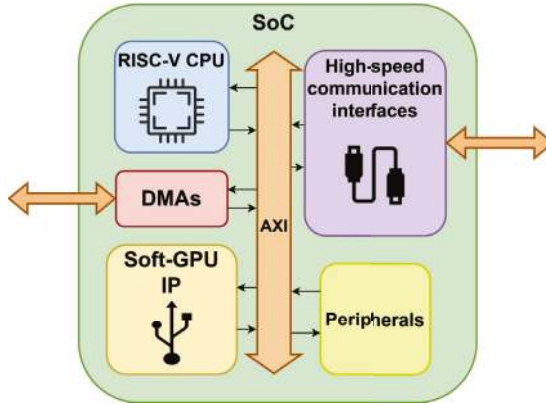 SoC
RISC-V CPU
High-speed
communication
interfaces
DMAs
AXI
Soft-GPU
IP
Peripherals